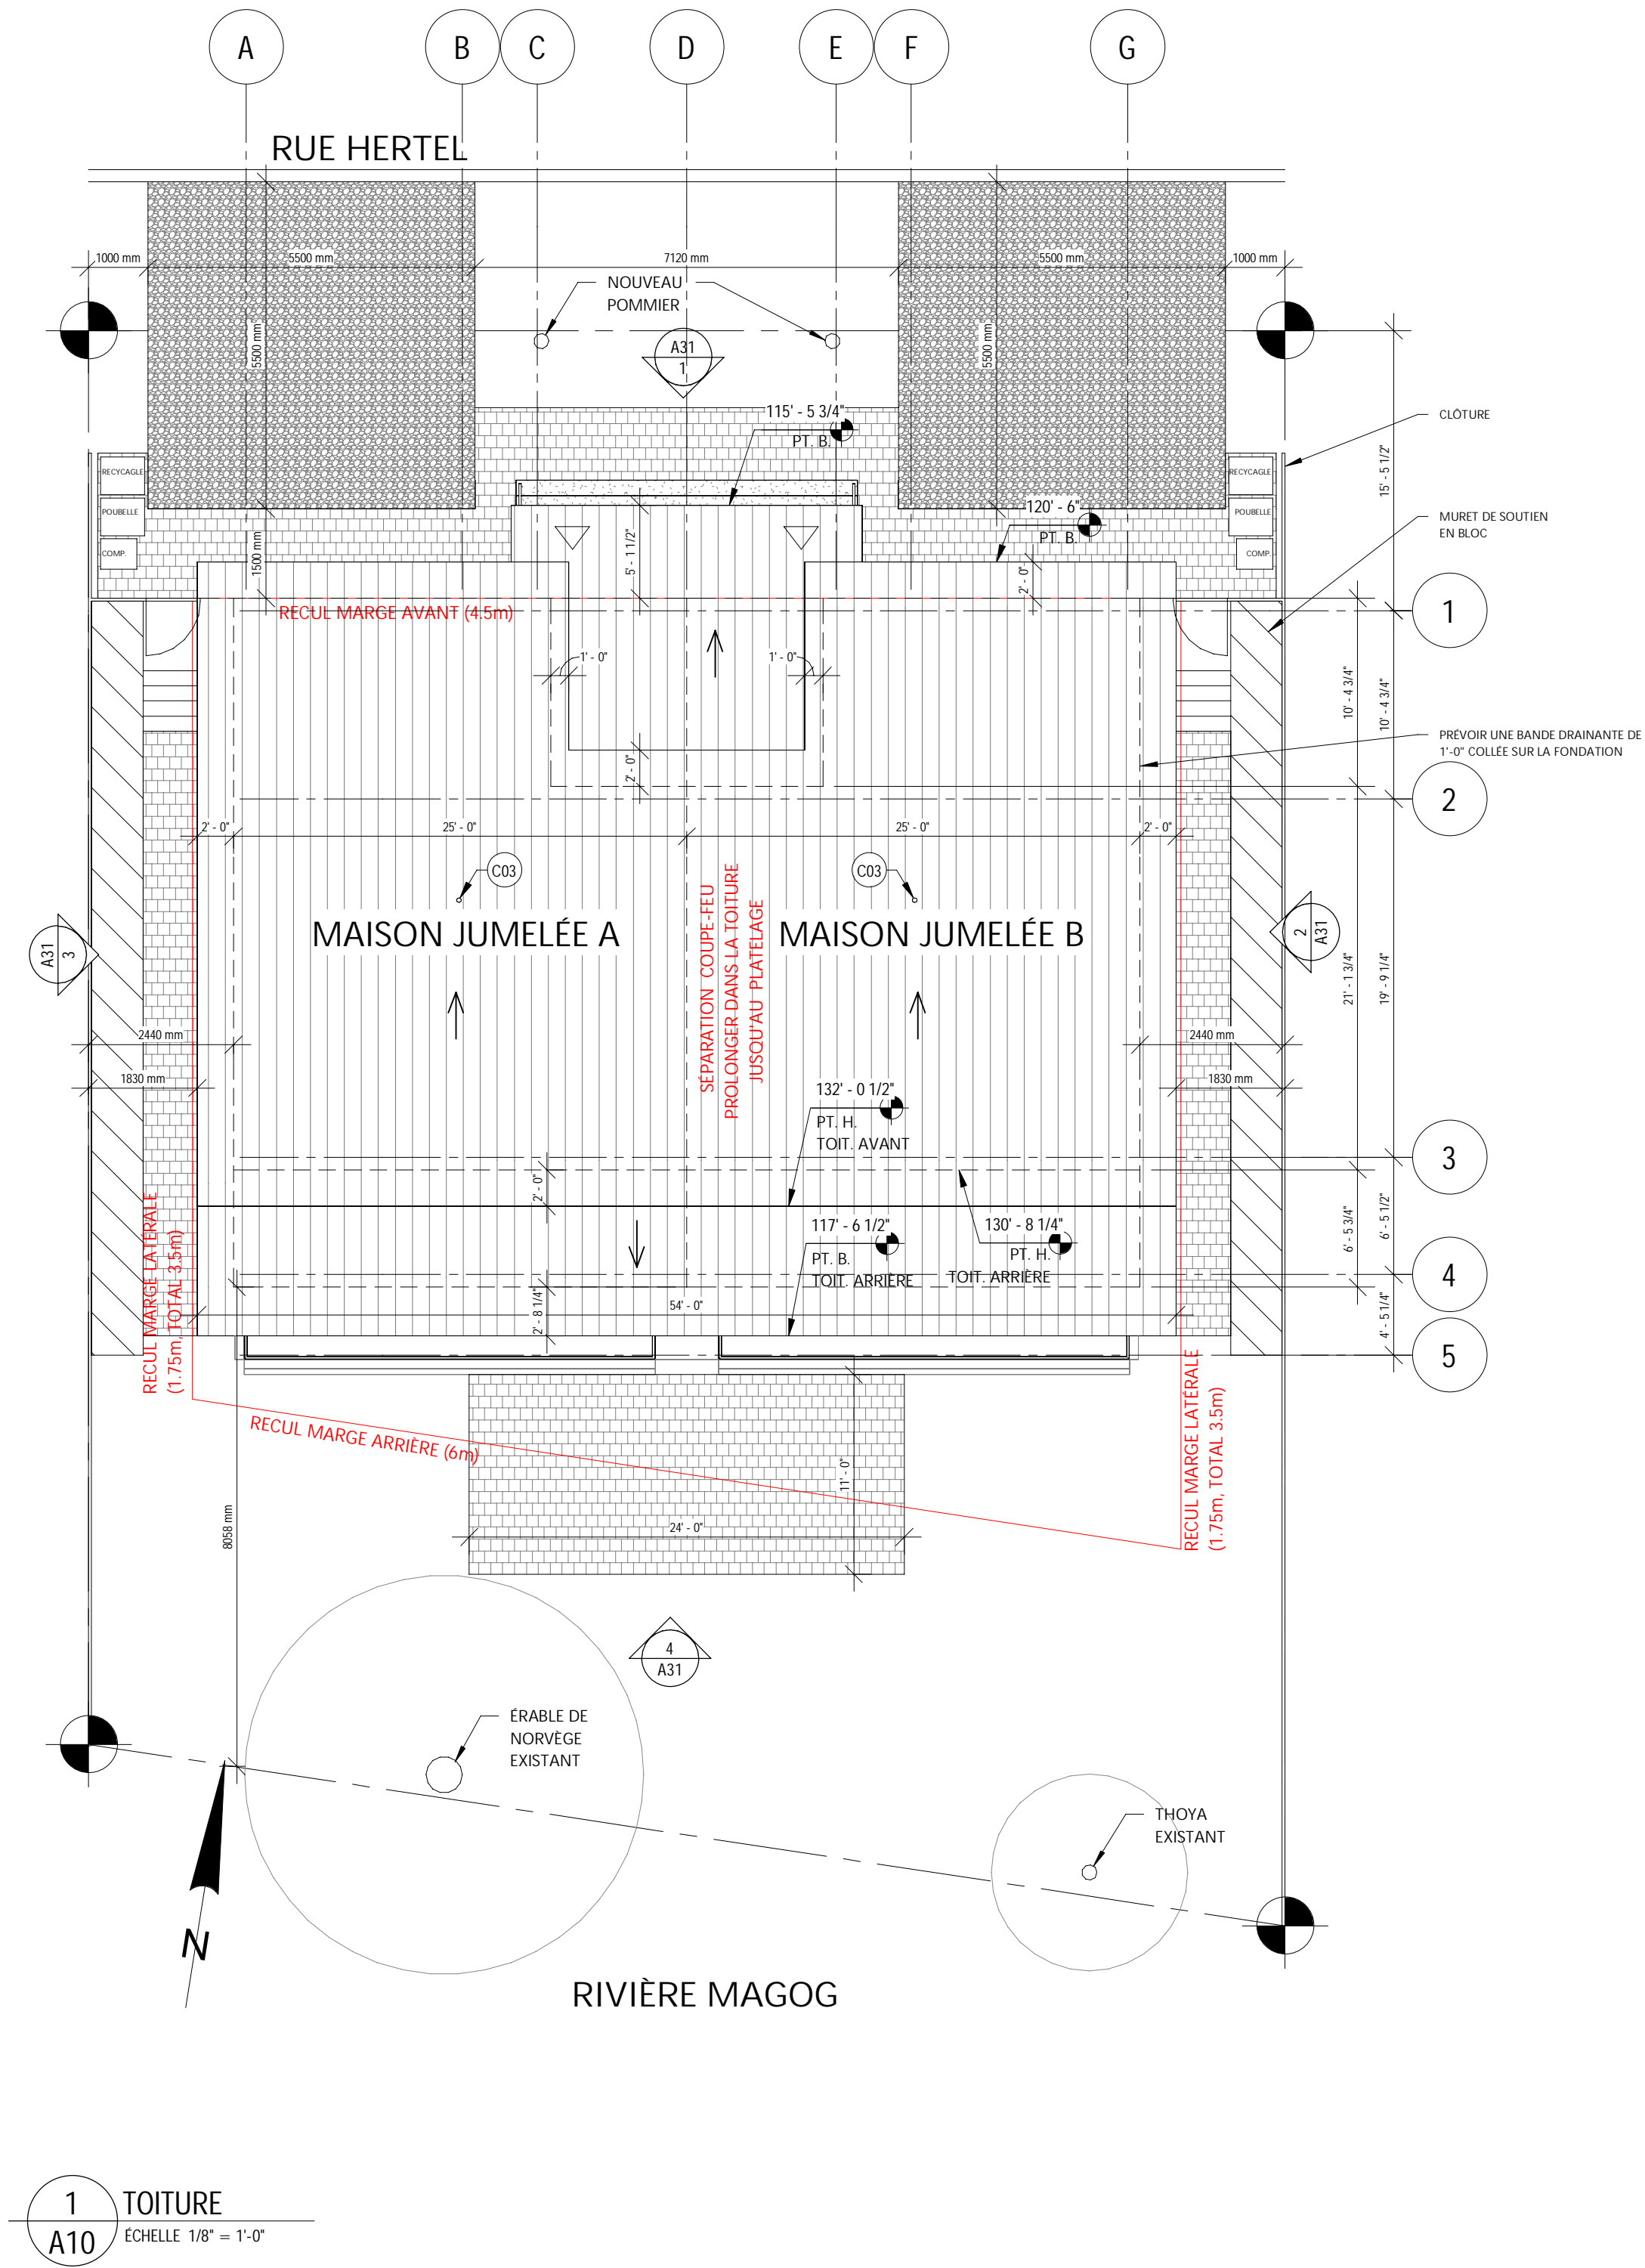 A
B
C
D
E
F
G
RUE HERTEL
1000 mm
5500 mm
7120 mm
5500 mm
1000 mm
NOUVEAU
POMMIER
5500 mm
5500 mm
A31
1
115' - 5 3/4"
PT. B.
CLÔTURE
15' - 5 1/2"
RECYCAGLE
POUBELLE
COMP.
RECYCAGLE
POUBELLE
COMP.
120' - 6"
PT. B.
MURET DE SOUTIEN
EN BLOC
1500 mm
5' - 1 1/2"
2' - 0"
RECUL MARGE AVANT (4.5m)
1
1' - 0"
1' - 0"
10' - 4 3/4"
10' - 4 3/4"
PRÉVOIR UNE BANDE DRAINANTE DE
1'-0" COLLÉE SUR LA FONDATION
2' - 0"
2
2' - 0"
25' - 0"
25' - 0"
2' - 0"
C03
C03
MAISON JUMELÉE A
MAISON JUMELÉE B
SÉPARATION COUPE-FEU
PROLONGER DANS LA TOITURE
JUSQU'AU PLATELAGE
A31
3
2
A31
21' - 1 3/4"
19' - 9 1/4"
2440 mm
2440 mm
1830 mm
1830 mm
132' - 0 1/2"
PT. H.
TOIT. AVANT
3
2' - 0"
117' - 6 1/2"
PT. B.
TOIT. ARRIÈRE
130' - 8 1/4"
PT. H.
TOIT. ARRIÈRE
6' - 5 3/4"
6' - 5 1/2"
4
RECUL MARGE LATÉRALE
(1.75m, TOTAL 3.5m)
2' - 8 1/4"
54' - 0"
4' - 5 1/4"
5
RECUL MARGE LATÉRALE
(1.75m, TOTAL 3.5m)
RECUL MARGE ARRIÈRE (6m)
11' - 0"
24' - 0"
8058 mm
4
A31
ÉRABLE DE
NORVÈGE
EXISTANT
THOYA
EXISTANT
N
RIVIÈRE MAGOG
1
A10
TOITURE
ÉCHELLE 1/8" = 1'-0"